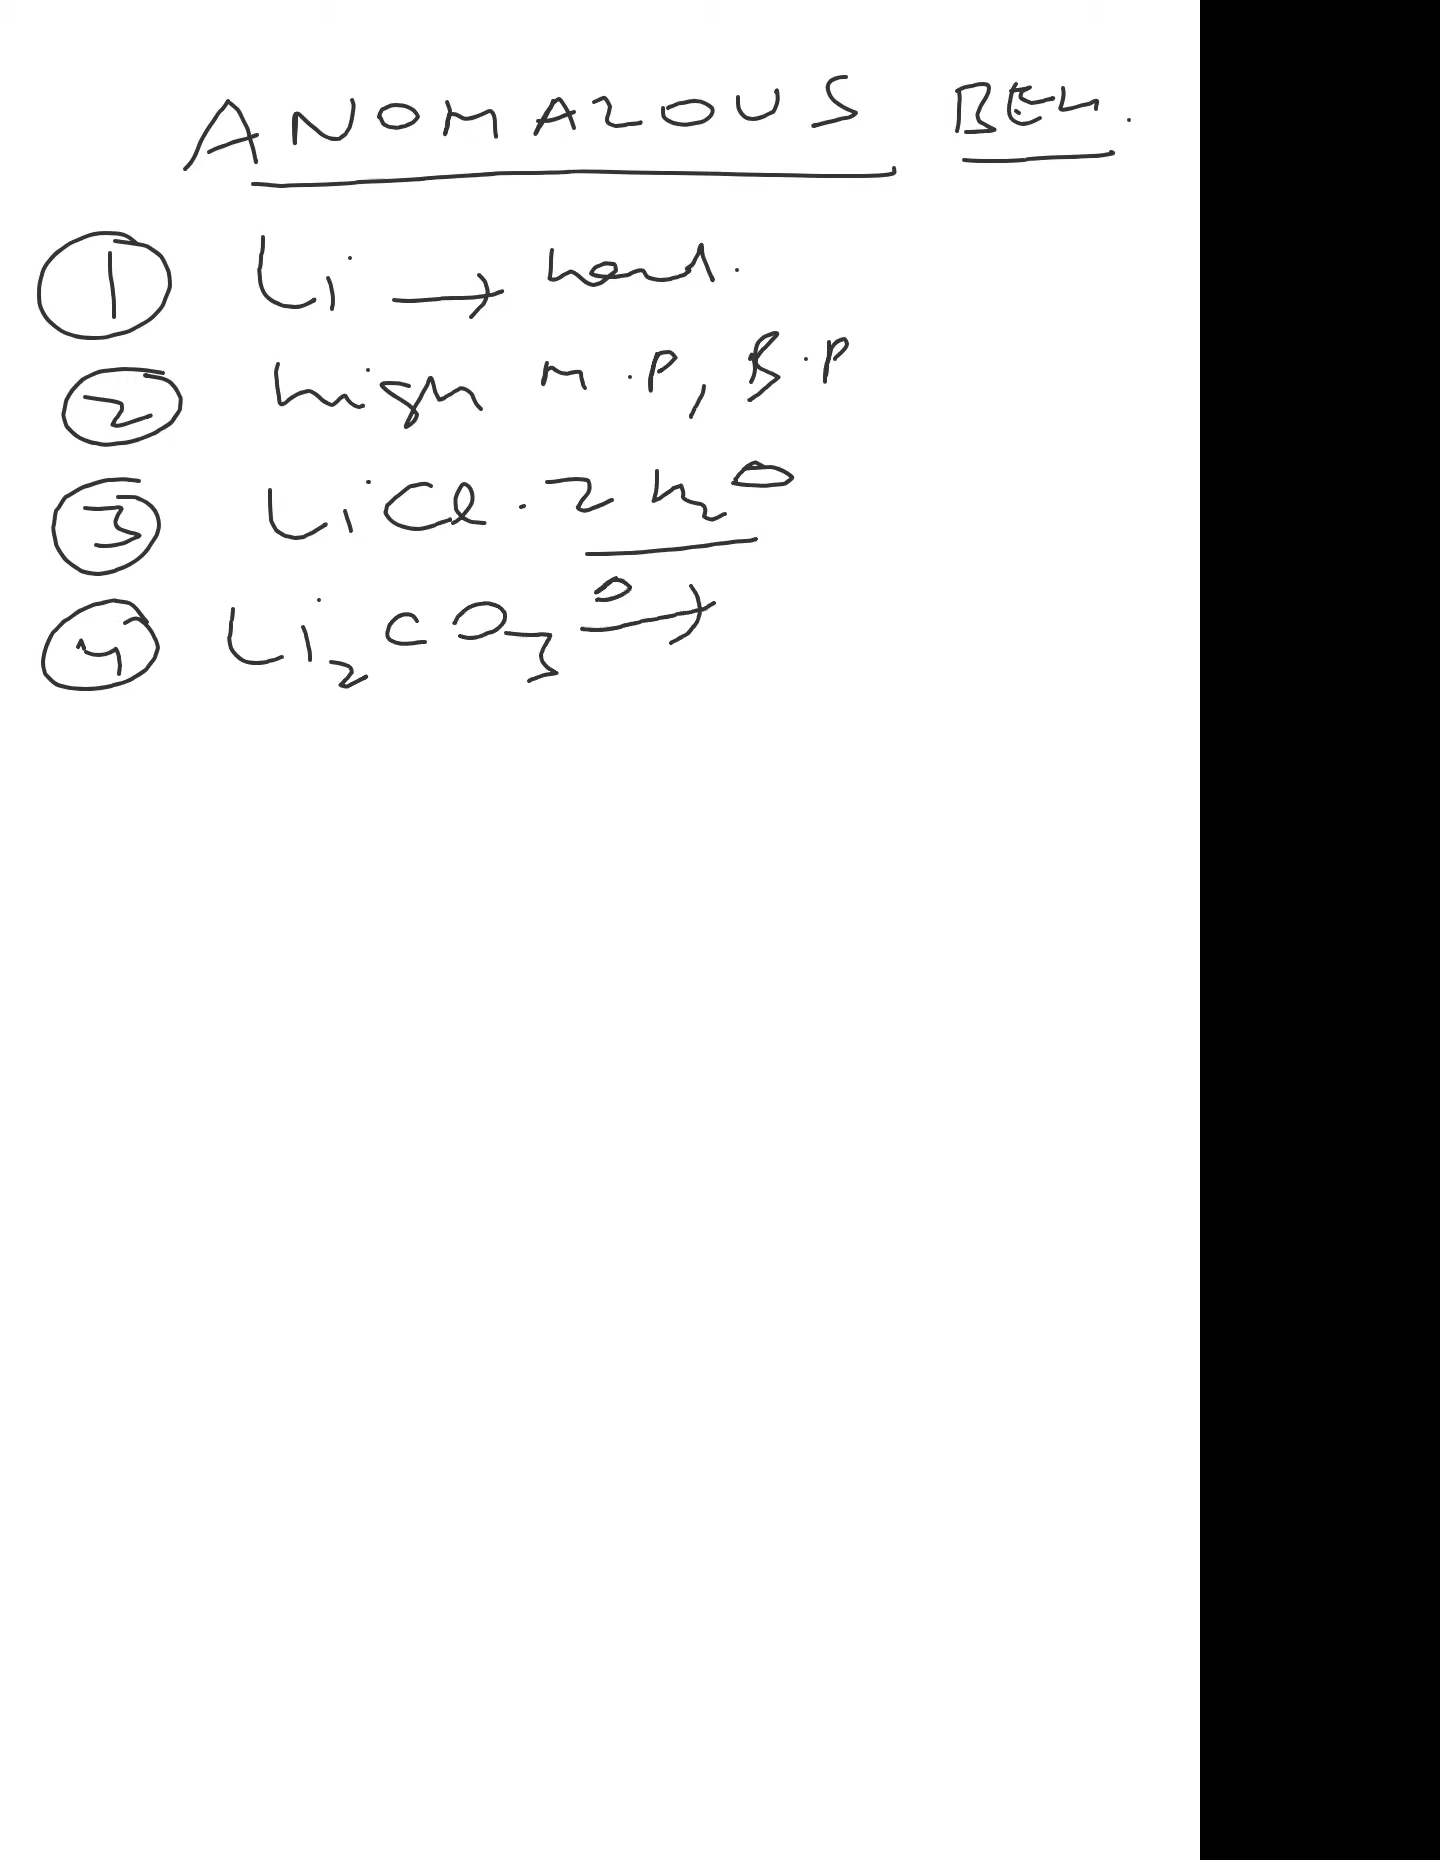 ANOMALOUS BEH.
① Li → hard.
② high M.P, B.P
③ LiCl. 2H₂O
④ Li₂CO₃ Δ→